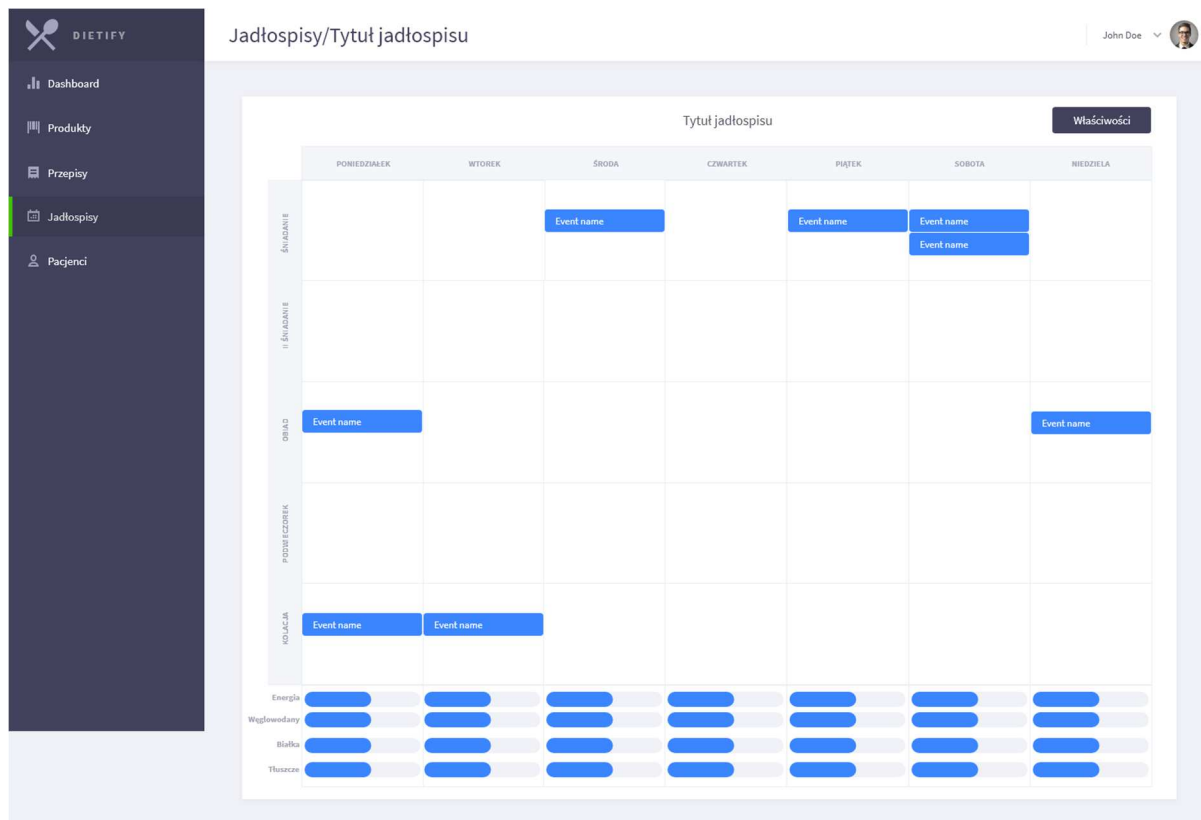 DIETIFY
Jadłospisy/Tytuł jadłospisu
John Doe
Dashboard
Produkty
Przepisy
Jadłospisy
Pacjenci
Tytuł jadłospisu
Właściwości
PONIEDZIAŁEK WTOREK ŚRODA CZWARTEK PIĄTEK SOBOTA NIEDZIELA
ŚNIADANIE
Event name Event name Event name
Event name
II ŚNIADANIE
OBIAD
Event name Event name
PODWIECZOREK
KOLACJA
Event name Event name
Energia
Węglowodany
Białka
Tłuszcze